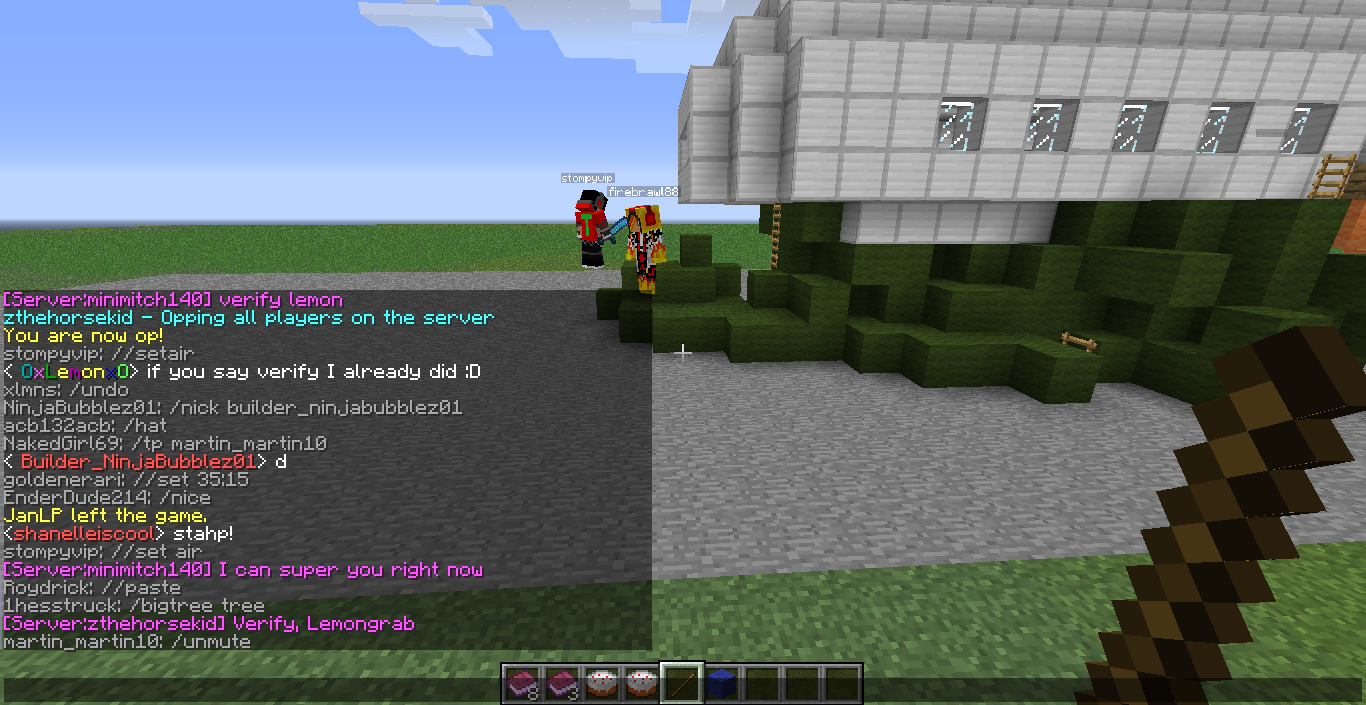 stompyvip
firebrawl88
[Server:minimitch140] verify lemon
zthehorsekid - Opping all players on the server
You are now op!
stompyvip: //setair
< 0xLemonx0> if you say verify I already did :D
xlmns: /undo
NinjaBubblez01: /nick builder_ninjabubblez01
acb132acb: /hat
NakedGirl69: /tp martin_martin10
< Builder_NinjaBubblez01> d
goldenerari: //set 35:15
EnderDude214: /nice
JanLP left the game.
<shanelleiscool> stahp!
stompyvip: //set air
[Server:minimitch140] I can super you right now
Roydrick: //paste
1hesstruck: /bigtree tree
[Server:zthehorsekid] Verify, Lemongrab
martin_martin10: /unmute
8
3